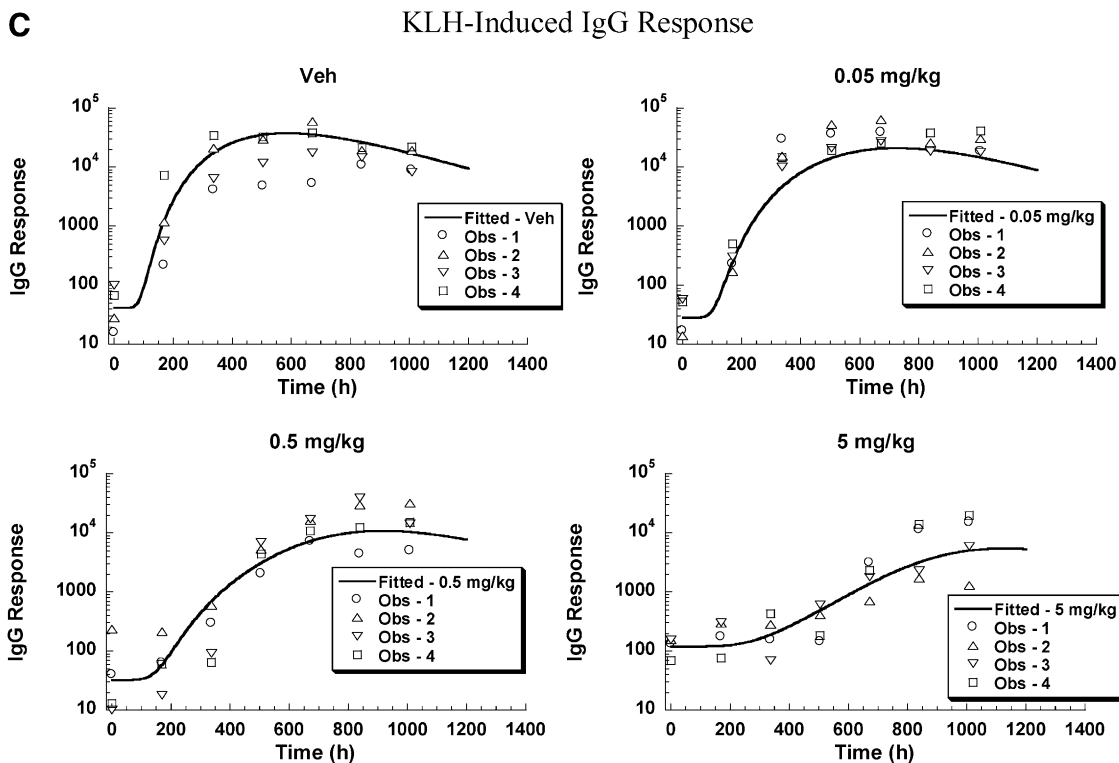 C
KLH-Induced IgG Response
Veh
IgG Response
10^5
10^4
1000
100
10
Fitted - Veh
Obs - 1
Obs - 2
Obs - 3
Obs - 4
0 200 400 600 800 1000 1200 1400
Time (h)
0.05 mg/kg
IgG Response
10^5
10^4
1000
100
10
Fitted - 0.05 mg/kg
Obs - 1
Obs - 2
Obs - 3
Obs - 4
0 200 400 600 800 1000 1200 1400
Time (h)
0.5 mg/kg
IgG Response
10^5
10^4
1000
100
10
Fitted - 0.5 mg/kg
Obs - 1
Obs - 2
Obs - 3
Obs - 4
0 200 400 600 800 1000 1200 1400
Time (h)
5 mg/kg
IgG Response
10^5
10^4
1000
100
10
Fitted - 5 mg/kg
Obs - 1
Obs - 2
Obs - 3
Obs - 4
0 200 400 600 800 1000 1200 1400
Time (h)